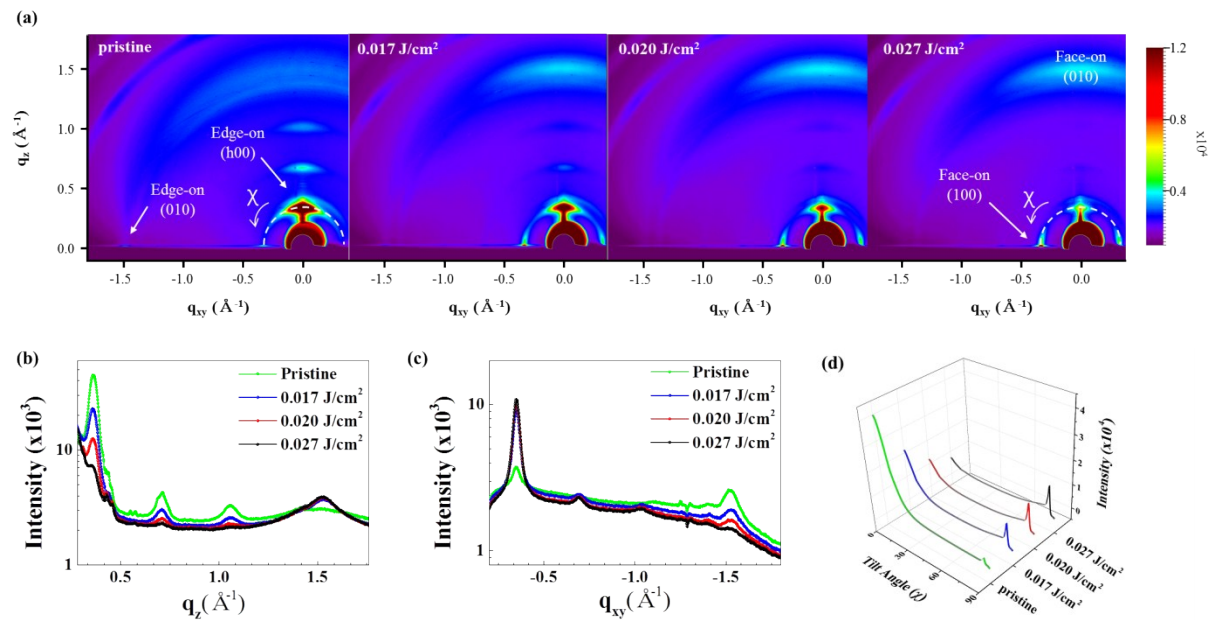 (a)
pristine
0.017 J/cm²
0.020 J/cm²
0.027 J/cm²
Face-on
(010)
Edge-on
(h00)
Edge-on
(010)
χ
Face-on
(100)
χ
1.5
1.0
0.5
0.0
q_z (Å⁻¹)
-1.5 -1.0 -0.5 0.0
-1.5 -1.0 -0.5 0.0
-1.5 -1.0 -0.5 0.0
-1.5 -1.0 -0.5 0.0
q_xy (Å⁻¹)
q_xy (Å⁻¹)
q_xy (Å⁻¹)
q_xy (Å⁻¹)
1.2
0.8
0.4
x10⁴
(b)
Pristine
0.017 J/cm²
0.020 J/cm²
0.027 J/cm²
Intensity (x10³)
10
1
0.5 1.0 1.5
q_z (Å⁻¹)
(c)
Pristine
0.017 J/cm²
0.020 J/cm²
0.027 J/cm²
Intensity (x10³)
10
1
-0.5 -1.0 -1.5
q_xy (Å⁻¹)
(d)
4
3
2
1
0
Intensity (x10⁴)
0
30
60
90
Tilt Angle (χ)
0.027 J/cm²
0.020 J/cm²
0.017 J/cm²
pristine